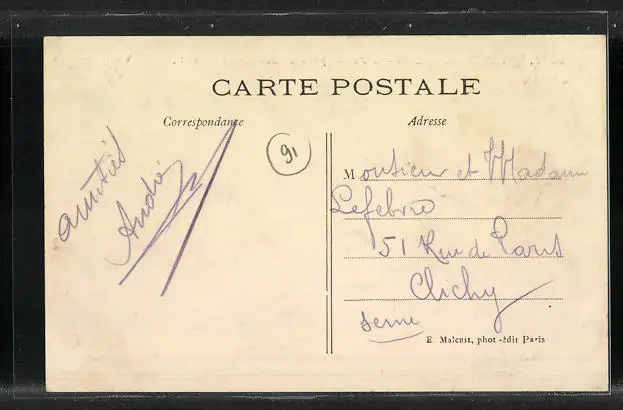 CARTE POSTALE
Correspondance
Adresse
amitiés
André
91
Monsieur et Madame
Lefebvre
51 Rue de Paris
Clichy
Seine
E. Malcuit, phot-édit Paris